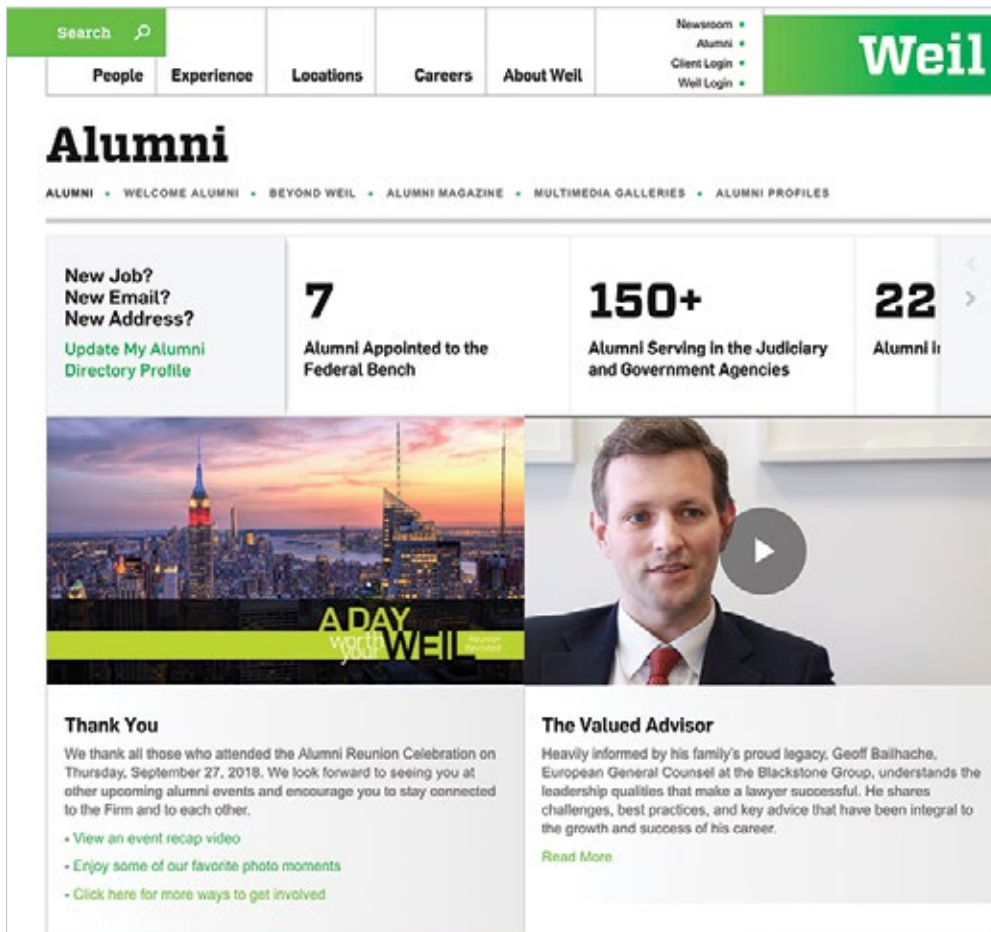 Search
People Experience Locations Careers About Weil
Newsroom
Alumni
Client Login
Weil Login
Weil
Alumni
ALUMNI • WELCOME ALUMNI • BEYOND WEIL • ALUMNI MAGAZINE • MULTIMEDIA GALLERIES • ALUMNI PROFILES
New Job?
New Email?
New Address?
Update My Alumni
Directory Profile
7
Alumni Appointed to the
Federal Bench
150+
Alumni Serving in the Judiciary
and Government Agencies
22
Alumni
A DAY
worth
your WEIL
Reunion
Thank You
We thank all those who attended the Alumni Reunion Celebration on
Thursday, September 27, 2018. We look forward to seeing you at
other upcoming alumni events and encourage you to stay connected
to the Firm and to each other.
- View an event recap video
- Enjoy some of our favorite photo moments
- Click here for more ways to get involved
The Valued Advisor
Heavily informed by his family's proud legacy, Geoff Bailhache,
European General Counsel at the Blackstone Group, understands the
leadership qualities that make a lawyer successful. He shares
challenges, best practices, and key advice that have been integral to
the growth and success of his career.
Read More